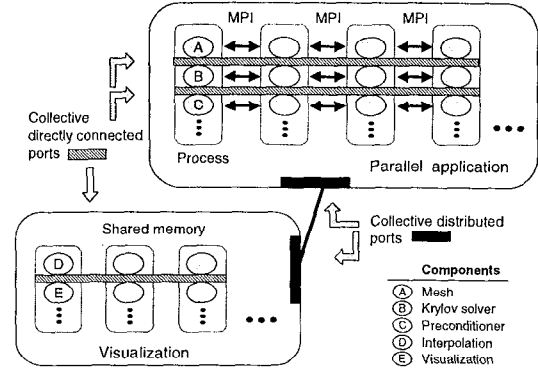 MPI MPI MPI
A
B
C
Process
Parallel application
Collective
directly connected
ports
Shared memory
D
E
Visualization
Collective distributed
ports
Components
A Mesh
B Krylov solver
C Preconditioner
D Interpolation
E Visualization